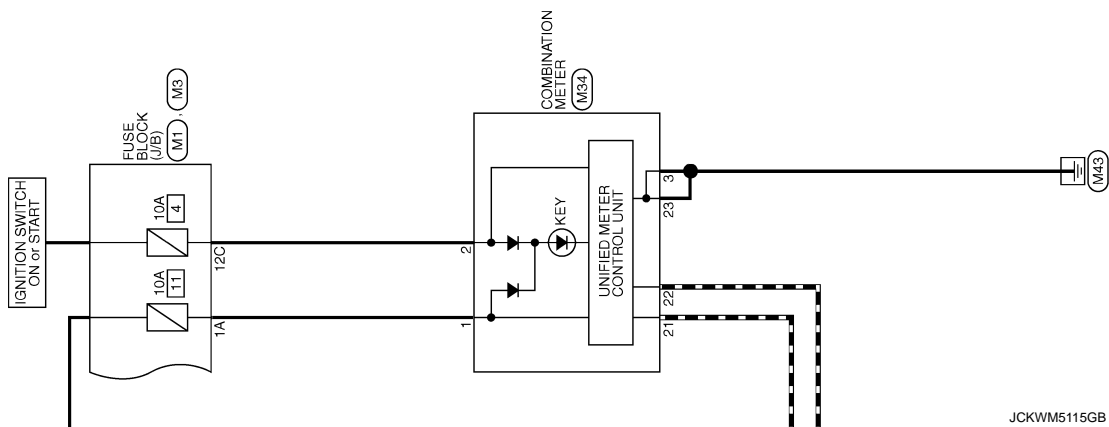 IGNITION SWITCH
ON or START
FUSE
BLOCK
(J/B)
M1 , M3
10A
4
10A
11
12C
1A
COMBINATION
METER
M34
2
1
KEY
UNIFIED METER
CONTROL UNIT
3
23
22
21
M43
JCKWM5115GB